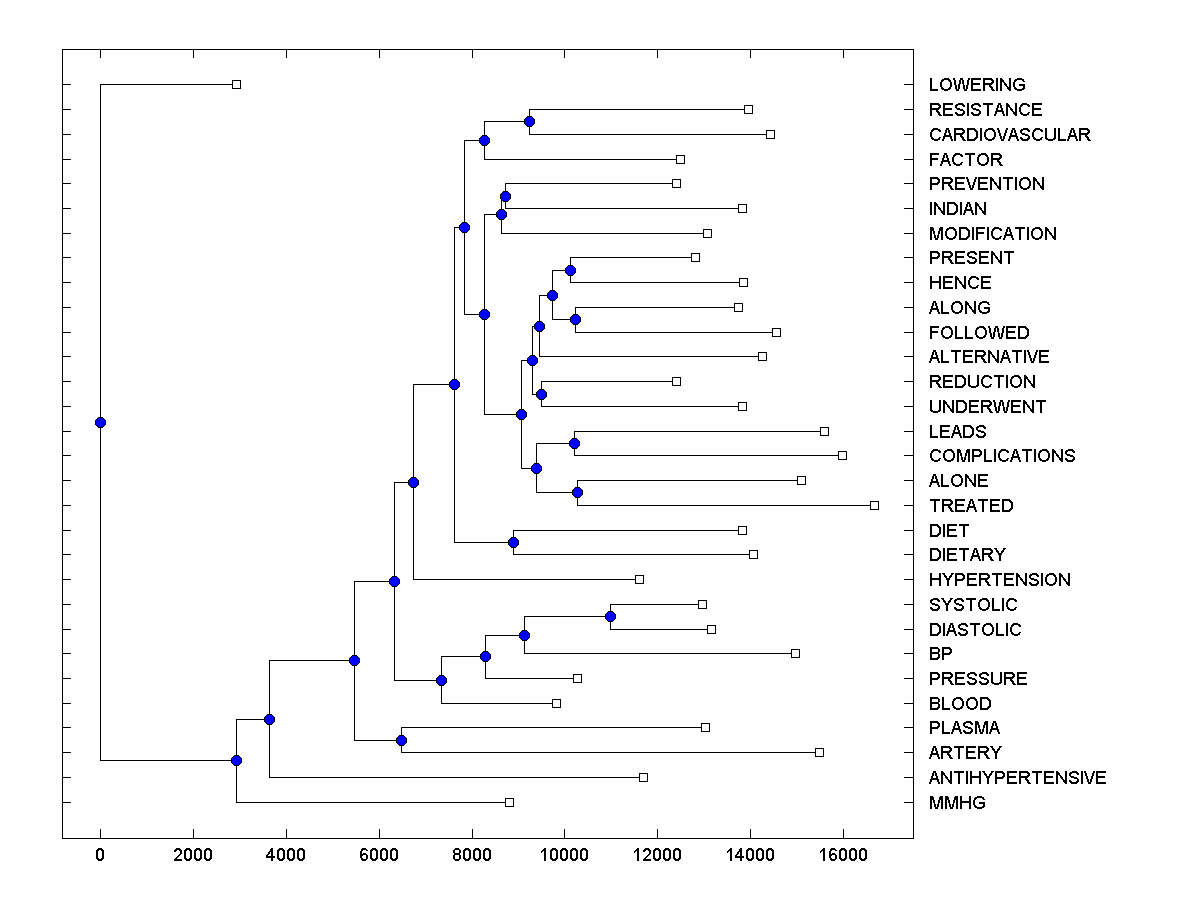 LOWERING
RESISTANCE
CARDIOVASCULAR
FACTOR
PREVENTION
INDIAN
MODIFICATION
PRESENT
HENCE
ALONG
FOLLOWED
ALTERNATIVE
REDUCTION
UNDERWENT
LEADS
COMPLICATIONS
ALONE
TREATED
DIET
DIETARY
HYPERTENSION
SYSTOLIC
DIASTOLIC
BP
PRESSURE
BLOOD
PLASMA
ARTERY
ANTIHYPERTENSIVE
MMHG
0 2000 4000 6000 8000 10000 12000 14000 16000